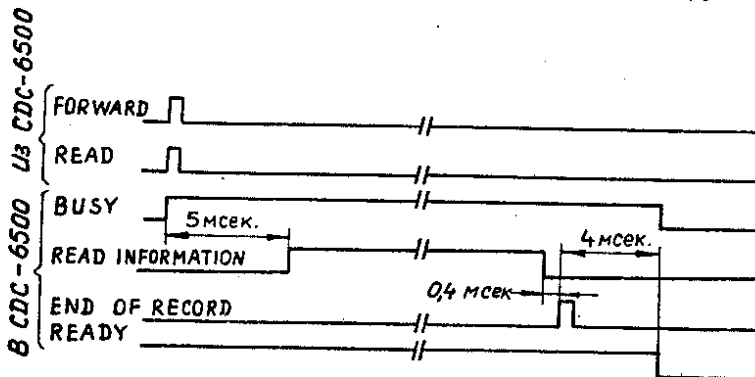 Из CDC-6500
FORWARD
READ
В CDC-6500
BUSY
5 мсек.
READ INFORMATION
4 мсек.
0,4 мсек
END OF RECORD
READY